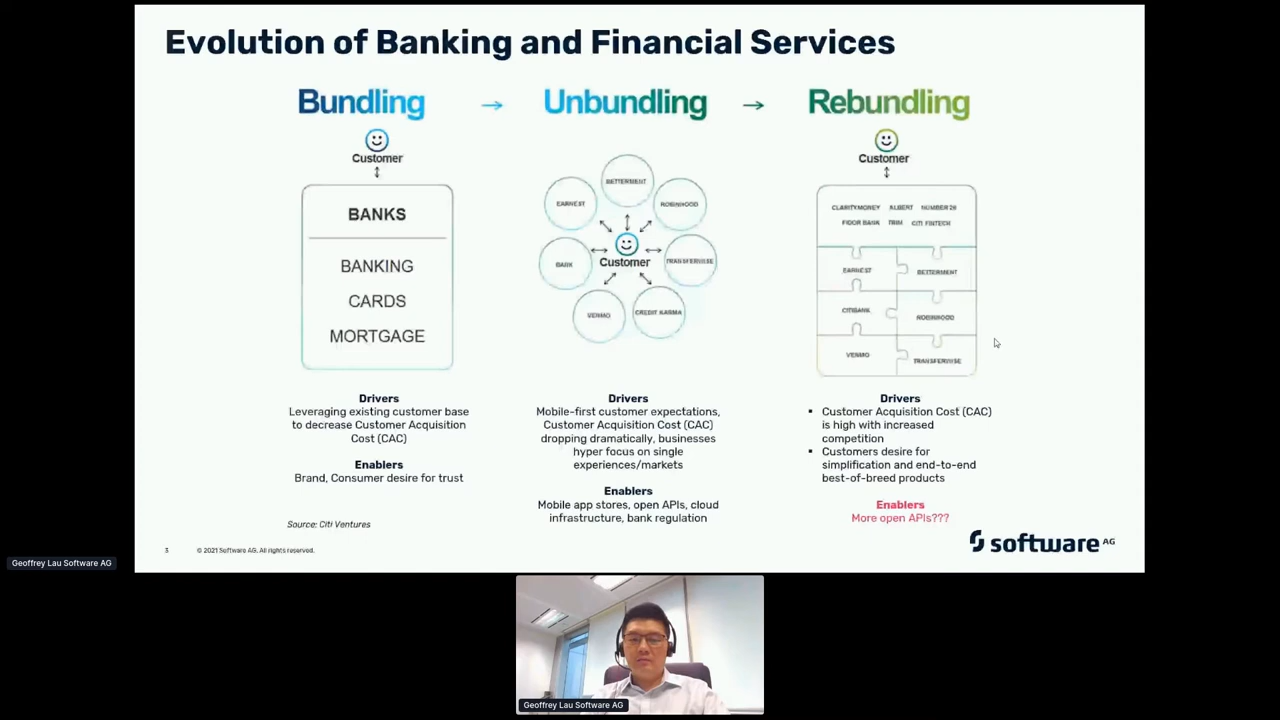 Evolution of Banking and Financial Services
Bundling → Unbundling → Rebundling
Customer
BANKS
BANKING
CARDS
MORTGAGE
Drivers
Leveraging existing customer base
to decrease Customer Acquisition
Cost (CAC)
Enablers
Brand, Consumer desire for trust
BETTERMENT
EARNEST
ROBINHOOD
Customer
BANK
TRANSFERWISE
VENMO
CREDIT KARMA
Drivers
Mobile-first customer expectations,
Customer Acquisition Cost (CAC)
dropping dramatically, businesses
hyper focus on single
experiences/markets
Enablers
Mobile app stores, open APIs, cloud
infrastructure, bank regulation
Customer
CLARITYMONEY ALBERT NUMBER26
FIDOR BANK TRIM CITI FINTECH
EARNEST BETTERMENT
CITIBANK ROBINHOOD
VENMO TRANSFERWISE
Drivers
▪ Customer Acquisition Cost (CAC)
is high with increased
competition
▪ Customers desire for
simplification and end-to-end
best-of-breed products
Enablers
More open APIs???
Source: Citi Ventures
3 © 2021 Software AG. All rights reserved.
software AG
Geoffrey Lau Software AG
Geoffrey Lau Software AG